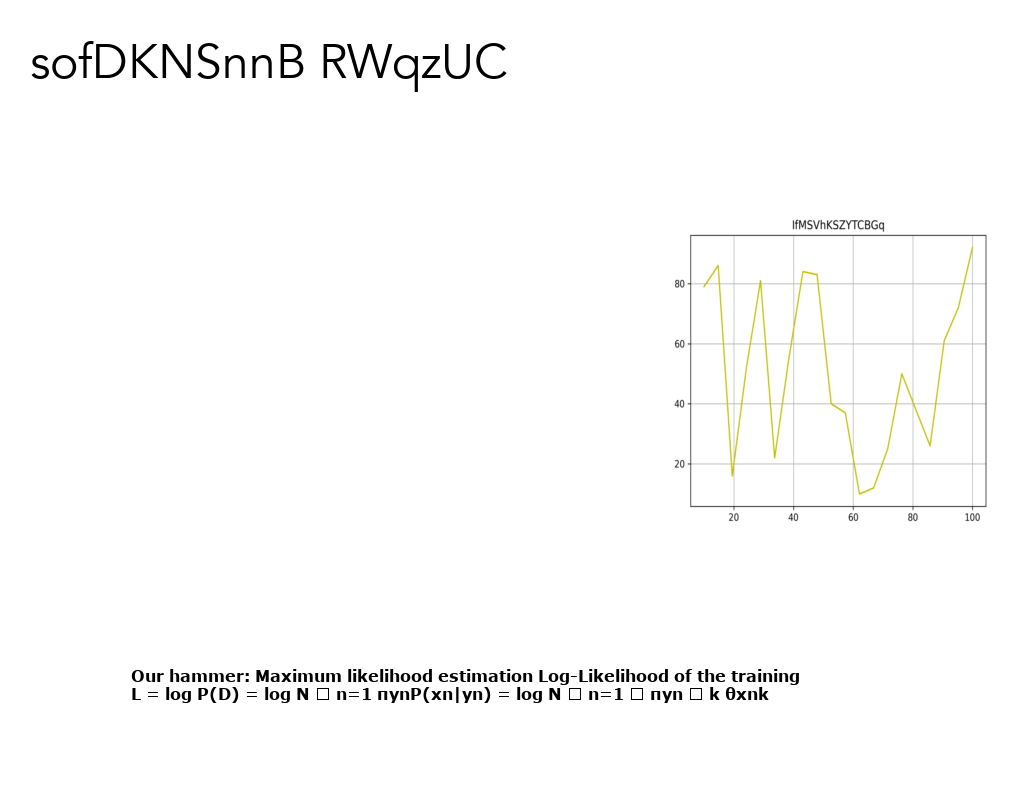 sofDKNSnnB RWqzUC
IfMSVhKSZYTCBGq
80
60
40
20
20 40 60 80 100
Our hammer: Maximum likelihood estimation Log-Likelihood of the training
L = log P(D) = log N □ n=1 πynP(xn|yn) = log N □ n=1 □ πyn □ k θxnk